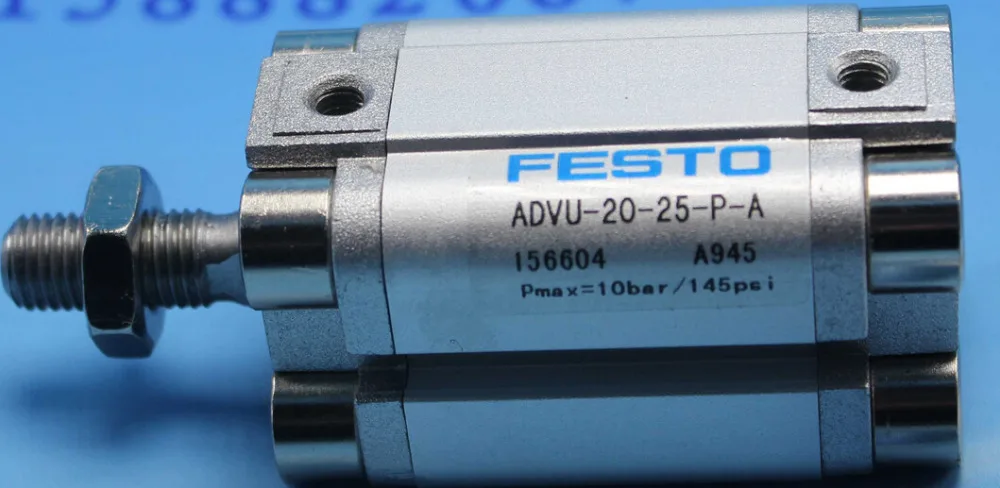 FESTO
ADVU-20-25-P-A
156604 A945
Pmax=10bar/145psi